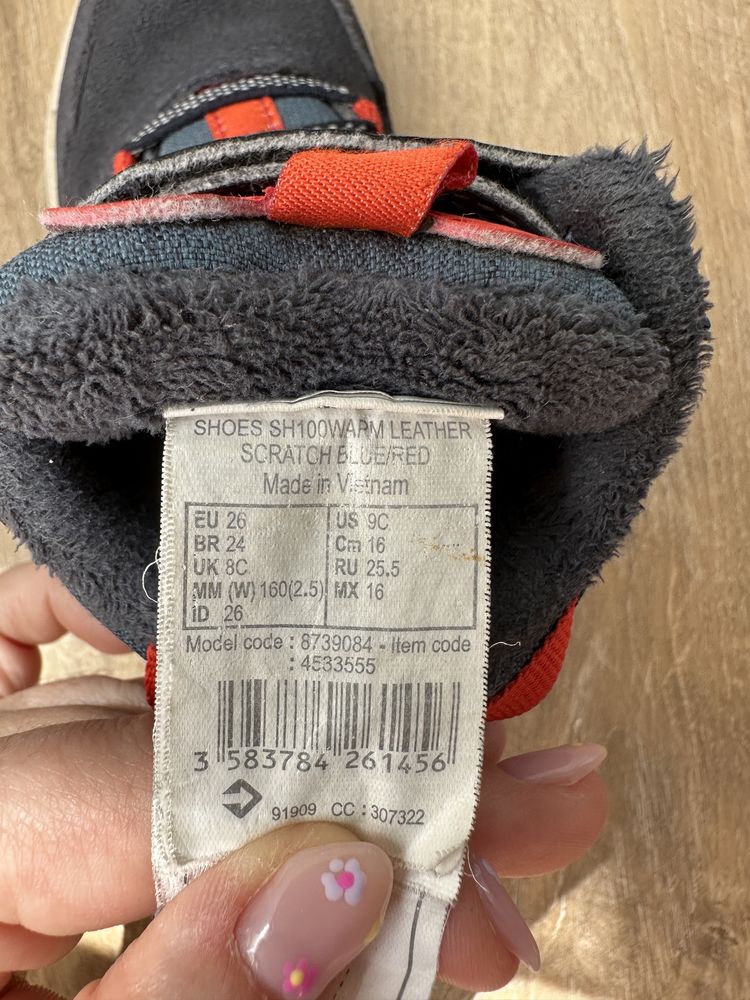 SHOES SH100WARM LEATHER
SCRATCH BLUE/RED
Made in Vietnam
EU 26 US 9C
BR 24 Cm 16
UK 8C RU 25.5
MM (W) 160(2.5) MX 16
ID 26
Model code : 8739084 - Item code
: 4533555
3 583784 261456
91909 CC : 307322